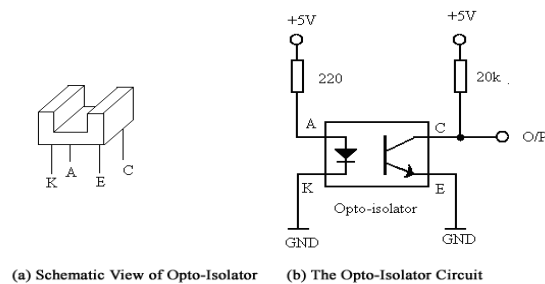 +5V
+5V
220
20k
A
C
O/P
K
E
Opto-isolator
GND
GND
K
A
E
C
(a) Schematic View of Opto-Isolator
(b) The Opto-Isolator Circuit